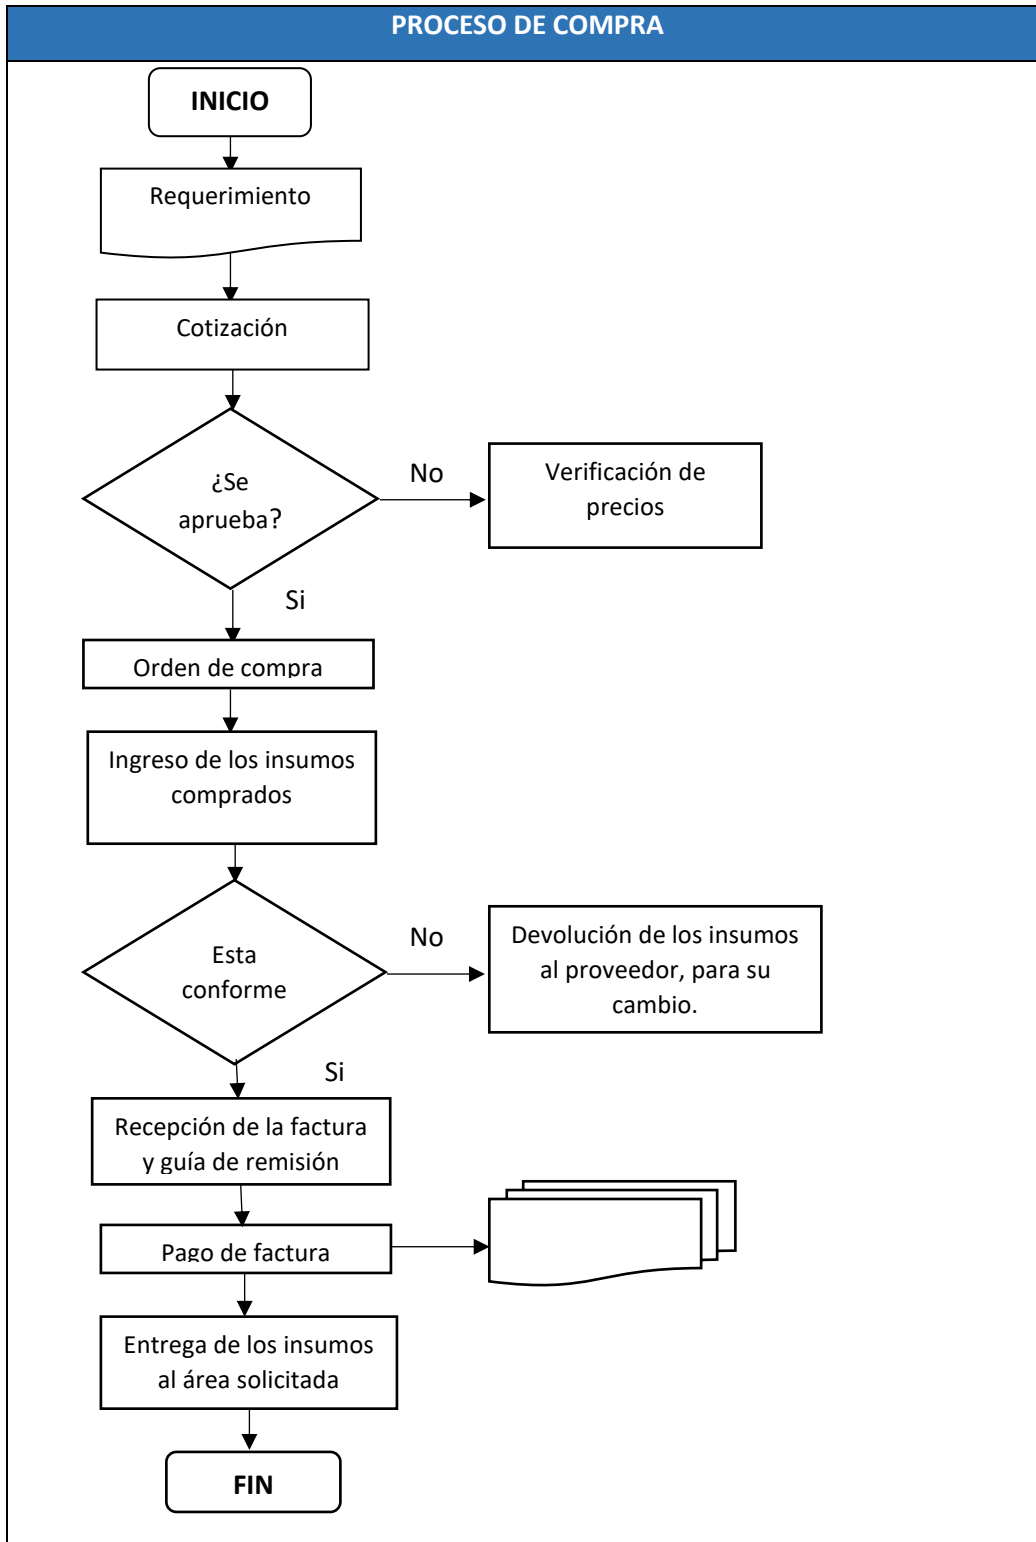 PROCESO DE COMPRA
INICIO
Requerimiento
Cotización
¿Se
aprueba?
No
Verificación de
precios
Si
Orden de compra
Ingreso de los insumos
comprados
Esta
conforme
No
Devolución de los insumos
al proveedor, para su
cambio.
Si
Recepción de la factura
y guía de remisión
Pago de factura
Entrega de los insumos
al área solicitada
FIN